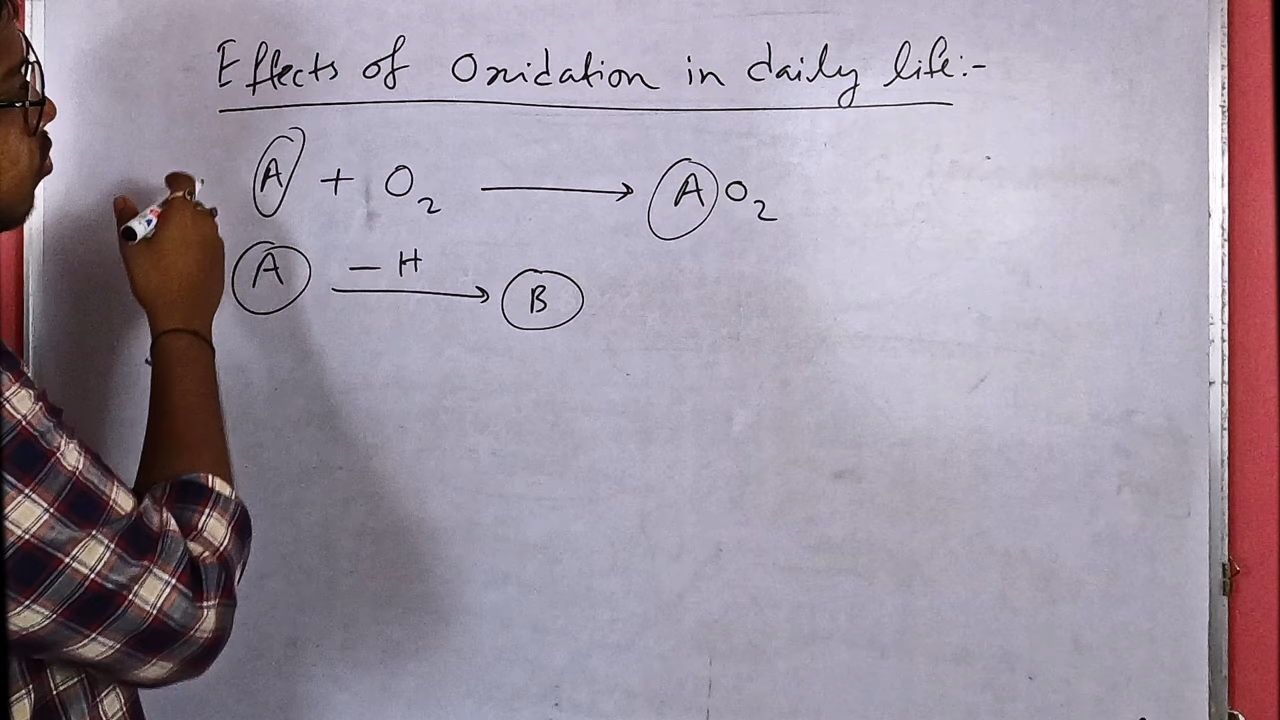 Effects of Oxidation in daily life:-
A + O₂ ⟶ AO₂
A —H⟶ B